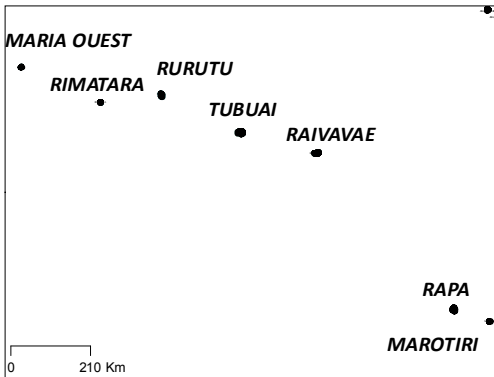 MARIA OUEST
RURUTU
RIMATARA
TUBUAI
RAIVAVAE
RAPA
MAROTIRI
0 210 Km